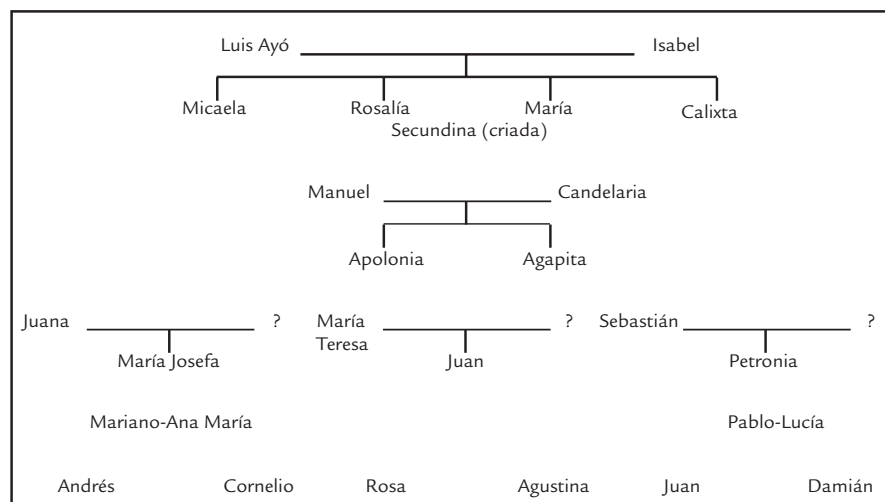 Luis Ayó Isabel
Micaela Rosalía María Calixta
Secundina (criada)
Manuel Candelaria
Apolonia Agapita
Juana ? María Teresa ? Sebastián ?
María Josefa Juan Petronia
Mariano-Ana María Pablo-Lucía
Andrés Cornelio Rosa Agustina Juan Damián